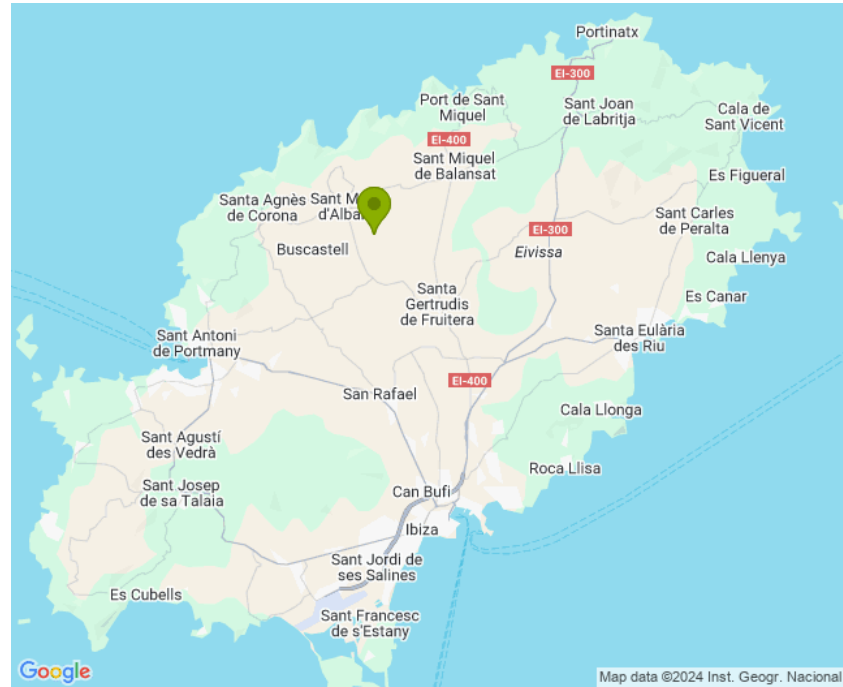 Portinatx
EI-300
Port de Sant
Miquel
Sant Joan
de Labritja
Cala de
Sant Vicent
EI-400
Sant Miquel
de Balansat
Es Figueral
Santa Agnès
de Corona
Sant M
d'Alba
Sant Carles
de Peralta
EI-300
Buscastell
Eivissa
Cala Llenya
Santa
Gertrudis
de Fruitera
Es Canar
Sant Antoni
de Portmany
Santa Eulària
des Riu
EI-400
San Rafael
Cala Llonga
Sant Agustí
des Vedrà
Roca Llisa
Sant Josep
de sa Talaia
Can Bufí
Ibiza
Sant Jordi de
ses Salines
Es Cubells
Sant Francesc
de s'Estany
Google
Map data ©2024 Inst. Geogr. Nacional